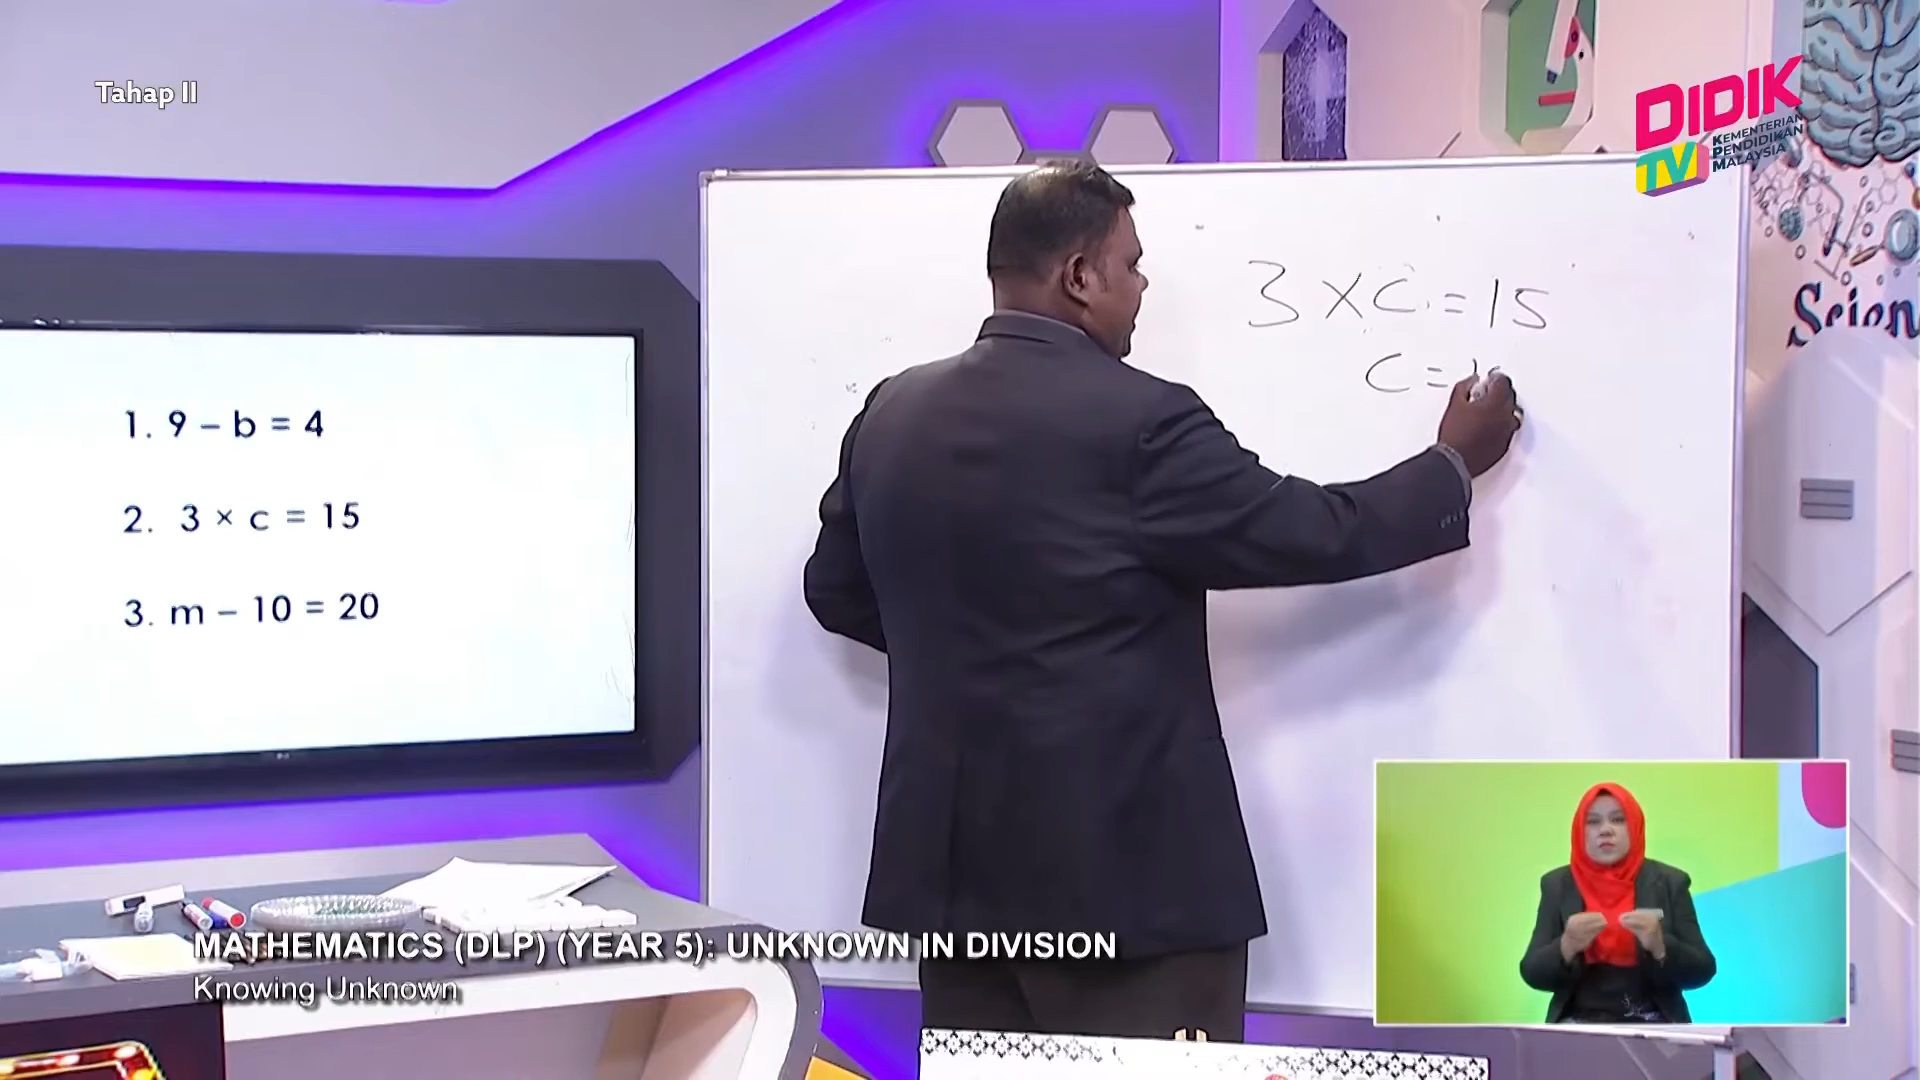 Tahap II
DIDIK
TV
KEMENTERIAN
PENDIDIKAN
MALAYSIA
Scien
3 × c = 15
c =
1. 9 – b = 4
2. 3 × c = 15
3. m – 10 = 20
MATHEMATICS (DLP) (YEAR 5): UNKNOWN IN DIVISION
Knowing Unknown